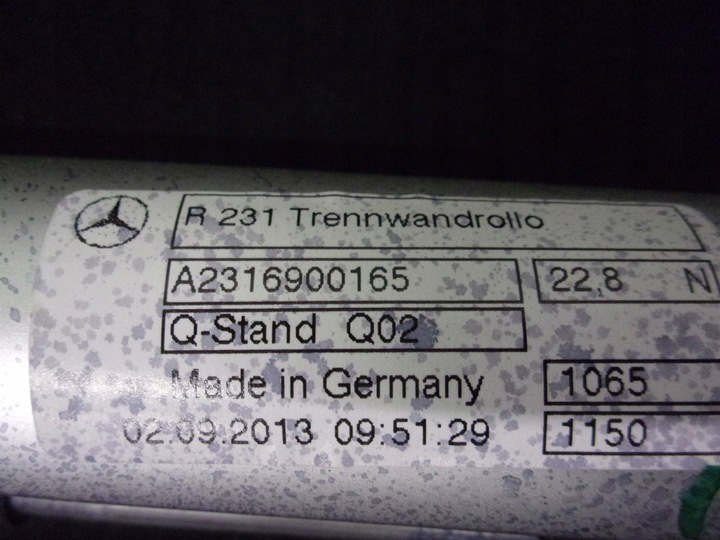 R 231 Trennwandrollo
A2316900165 22,8 N
Q-Stand Q02
Made in Germany 1065
02.09.2013 09:51:29 1150